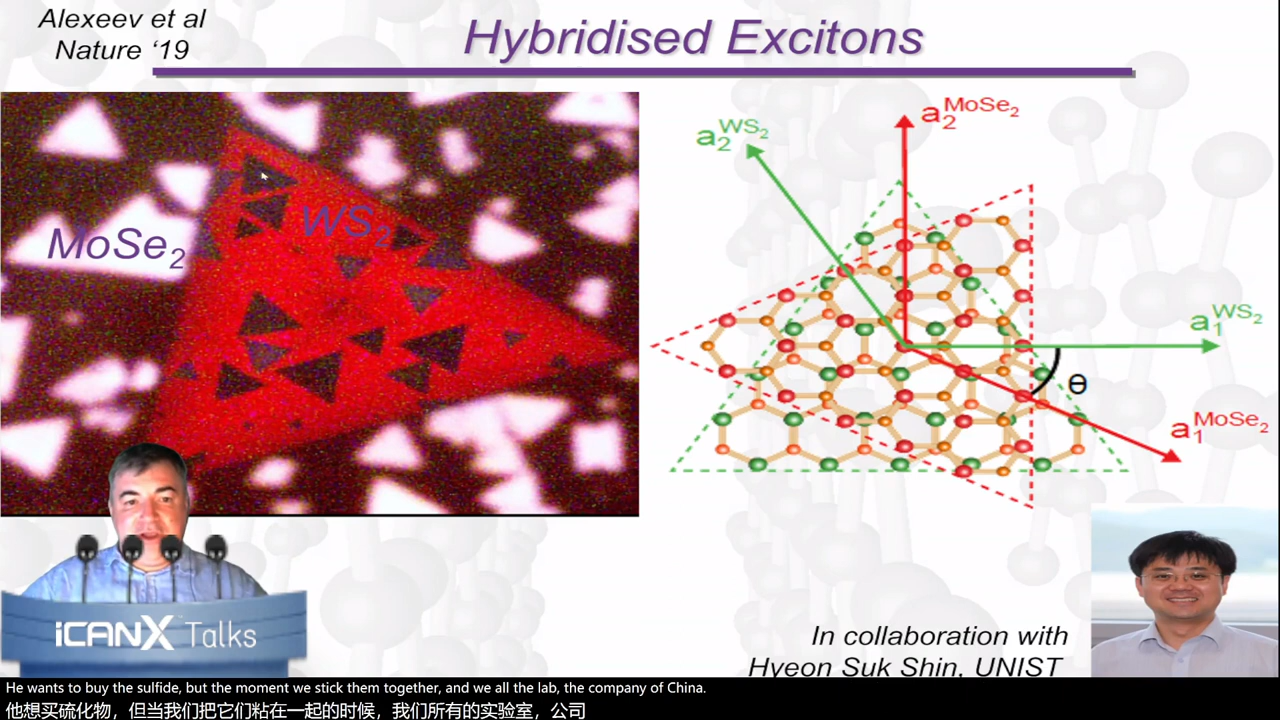 Alexeev et al
Nature ‘19
Hybridised Excitons
MoSe2
WS2
a2 WS2
a2 MoSe2
a1 WS2
θ
a1 MoSe2
iCANX Talks
In collaboration with
Hyeon Suk Shin, UNIST
He wants to buy the sulfide, but the moment we stick them together, and we all the lab, the company of China.
他想买硫化物，但当我们把它们粘在一起的时候，我们所有的实验室，公司